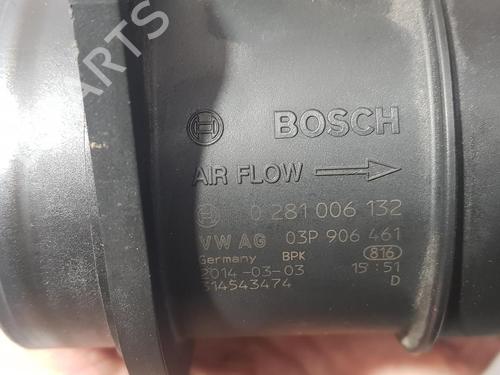 PARTS
BOSCH
AIR FLOW
0 281 006 132
VW AG 03P 906 461
Germany BPK 816
2014-03-03 15:51
314543474 D